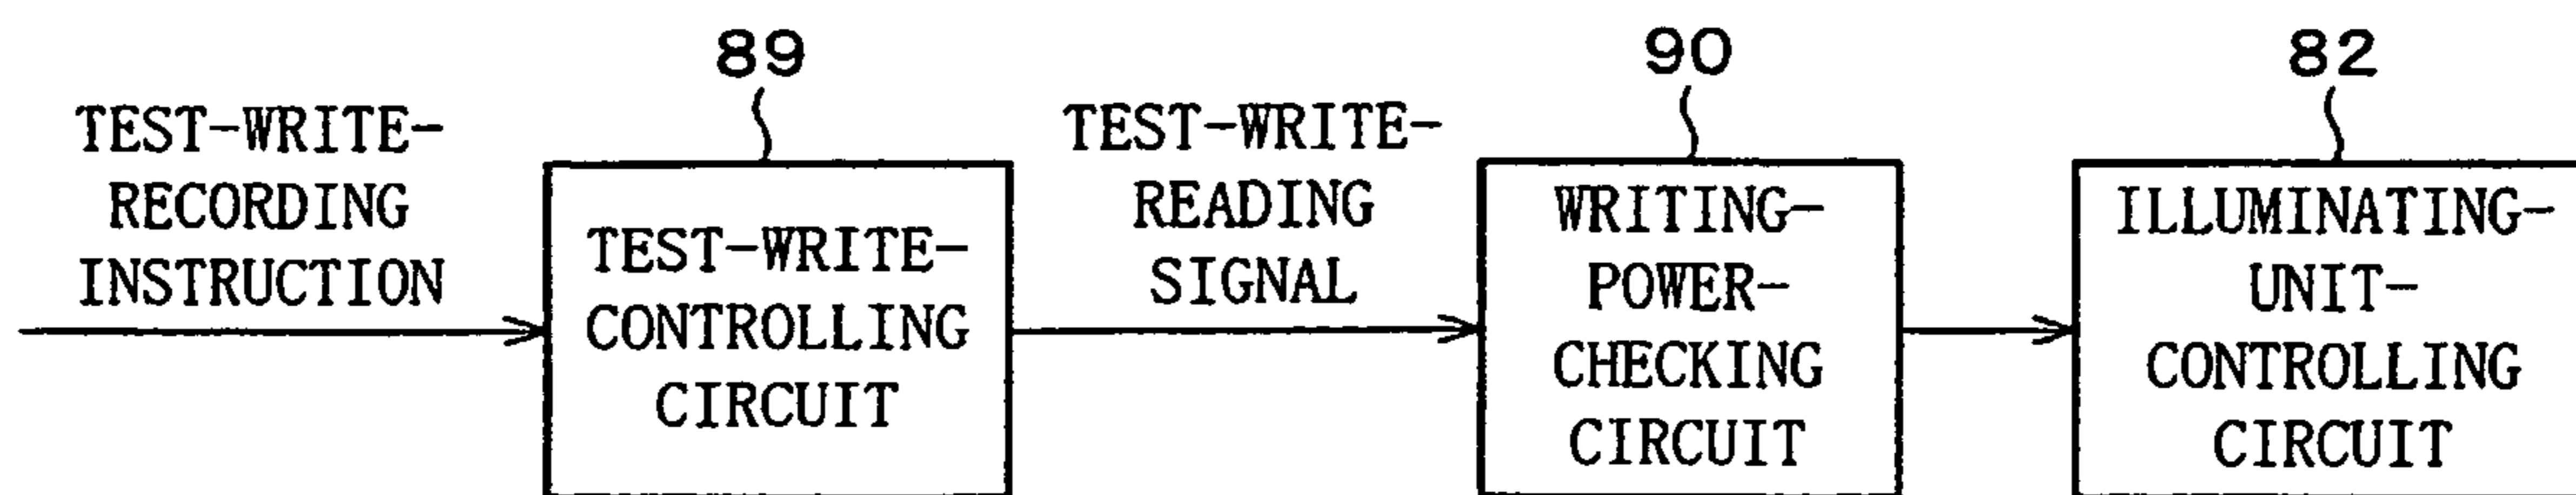 89
90
82
TEST-WRITE-
RECORDING
INSTRUCTION
TEST-WRITE-
CONTROLLING
CIRCUIT
TEST-WRITE-
READING
SIGNAL
WRITING-
POWER-
CHECKING
CIRCUIT
ILLUMINATING-
UNIT-
CONTROLLING
CIRCUIT